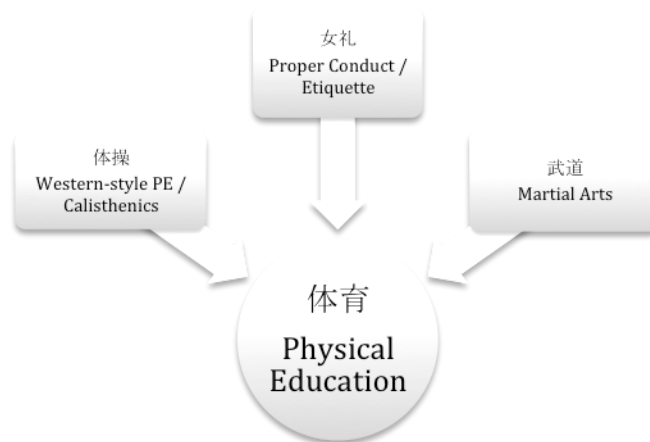 女礼
Proper Conduct /
Etiquette
体操
Western-style PE /
Calisthenics
武道
Martial Arts
体育
Physical
Education